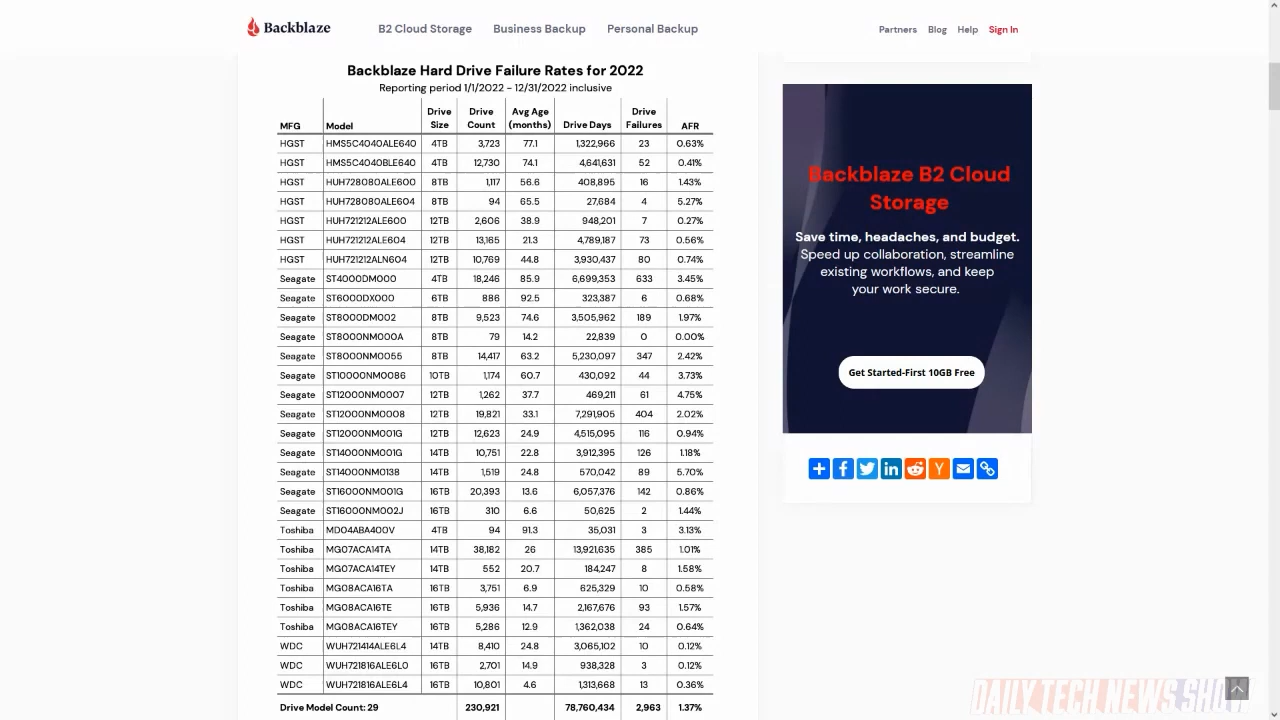 Backblaze B2 Cloud Storage Business Backup Personal Backup Partners Blog Help Sign In
Backblaze Hard Drive Failure Rates for 2022
Reporting period 1/1/2022 - 12/31/2022 inclusive
MFG Model Drive Size Drive Count Avg Age (months) Drive Days Drive Failures AFR
HGST HMS5C4040ALE640 4TB 3,723 77.1 1,322,966 23 0.63%
HGST HMS5C4040BLE640 4TB 12,730 74.1 4,641,631 52 0.41%
HGST HUH728080ALE600 8TB 1,117 56.6 408,895 16 1.43%
HGST HUH728080ALE604 8TB 94 65.5 27,684 4 5.27%
HGST HUH721212ALE600 12TB 2,606 38.9 948,201 7 0.27%
HGST HUH721212ALE604 12TB 13,165 21.3 4,789,187 73 0.56%
HGST HUH721212ALN604 12TB 10,769 44.8 3,930,437 80 0.74%
Seagate ST4000DM000 4TB 18,246 85.9 6,699,353 633 3.45%
Seagate ST6000DX000 6TB 886 92.5 323,387 6 0.68%
Seagate ST8000DM002 8TB 9,523 74.6 3,505,962 189 1.97%
Seagate ST8000NM000A 8TB 79 14.2 22,839 0 0.00%
Seagate ST8000NM0055 8TB 14,417 63.2 5,230,097 347 2.42%
Seagate ST10000NM0086 10TB 1,174 60.7 430,092 44 3.73%
Seagate ST12000NM0007 12TB 1,262 37.7 469,211 61 4.75%
Seagate ST12000NM0008 12TB 19,821 33.1 7,291,905 404 2.02%
Seagate ST12000NM001G 12TB 12,623 24.9 4,515,095 116 0.94%
Seagate ST14000NM001G 14TB 10,751 22.8 3,912,395 126 1.18%
Seagate ST14000NM0138 14TB 1,519 24.8 570,042 89 5.70%
Seagate ST16000NM001G 16TB 20,393 13.6 6,057,376 142 0.86%
Seagate ST16000NM002J 16TB 310 6.6 50,625 2 1.44%
Toshiba MD04ABA400V 4TB 94 91.3 35,031 3 3.13%
Toshiba MG07ACA14TA 14TB 38,182 26 13,921,635 385 1.01%
Toshiba MG07ACA14TEY 14TB 552 20.7 184,247 8 1.58%
Toshiba MG08ACA16TA 16TB 3,751 6.9 625,329 10 0.58%
Toshiba MG08ACA16TE 16TB 5,936 14.7 2,167,676 93 1.57%
Toshiba MG08ACA16TEY 16TB 5,286 12.9 1,362,038 24 0.64%
WDC WUH721414ALE6L4 14TB 8,410 24.8 3,065,102 10 0.12%
WDC WUH721816ALE6L0 16TB 2,701 14.9 938,328 3 0.12%
WDC WUH721816ALE6L4 16TB 10,801 4.6 1,313,668 13 0.36%
Drive Model Count: 29 230,921 78,760,434 2,963 1.37%
Backblaze B2 Cloud
Storage
Save time, headaches, and budget.
Speed up collaboration, streamline
existing workflows, and keep
your work secure.
Get Started-First 10GB Free
DAILY TECH NEWS SHOW